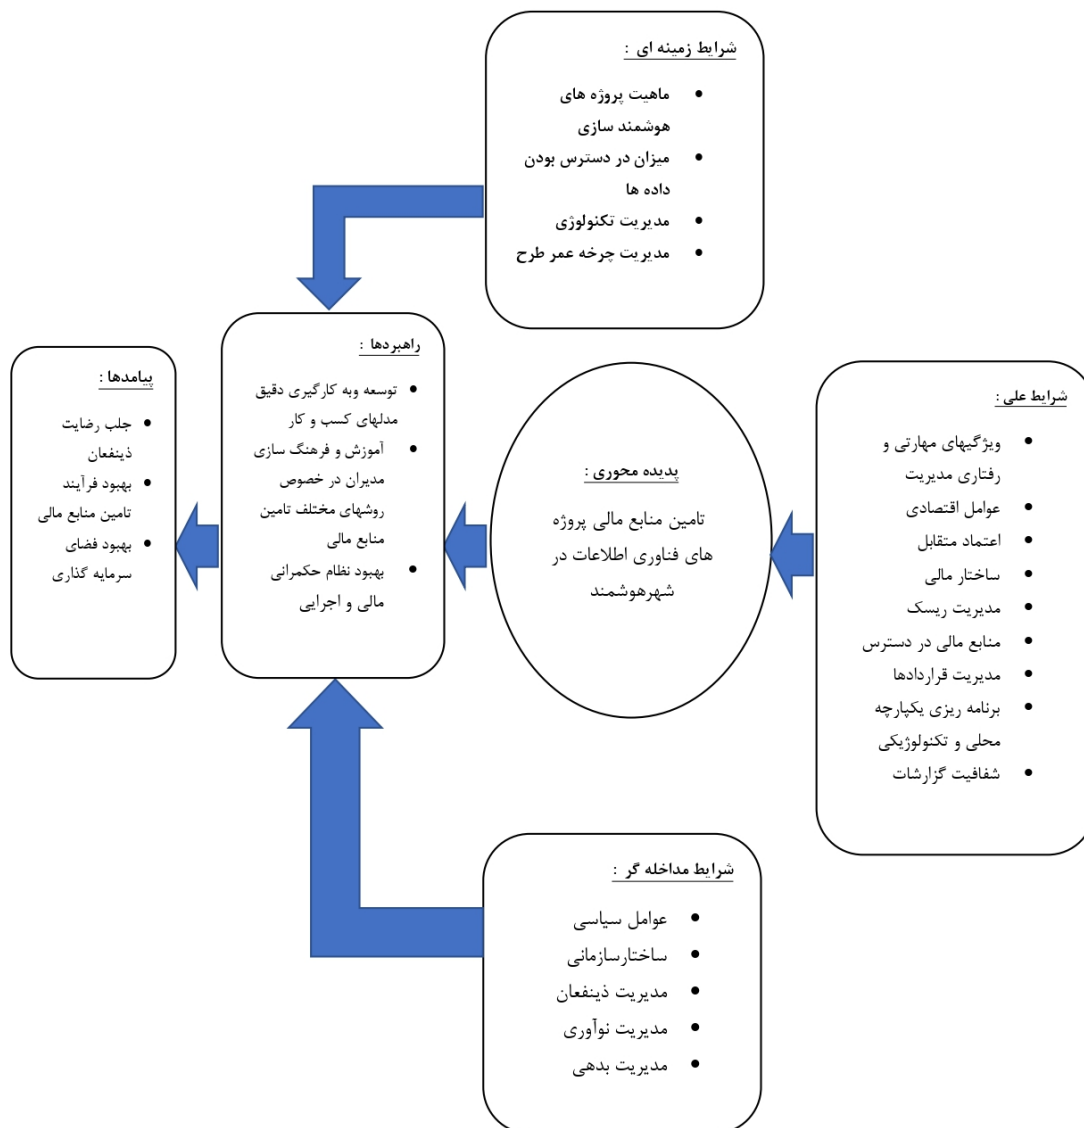 شرایط زمینه ای :
ماهیت پروژه های
هوشمند سازی
میزان در دسترس بودن
داده ها
مدیریت تکنولوژی
مدیریت چرخه عمر طرح
شرایط علی :
ویژگیهای مهارتی و
رفتاری مدیریت
عوامل اقتصادی
اعتماد متقابل
ساختار مالی
مدیریت ریسک
منابع مالی در دسترس
مدیریت قراردادها
برنامه ریزی یکپارچه
محلی و تکنولوژیکی
شفافیت گزارشات
پدیده محوری :
تامین منابع مالی پروژه
های فناوری اطلاعات در
شهرهوشمند
راهبردها :
توسعه وبه کارگیری دقیق
مدلهای کسب و کار
آموزش و فرهنگ سازی
مدیران در خصوص
روشهای مختلف تامین
منابع مالی
بهبود نظام حکمرانی
مالی و اجرایی
پیامدها :
جلب رضایت
ذینفعان
بهبود فرآیند
تامین منابع مالی
بهبود فضای
سرمایه گذاری
شرایط مداخله گر :
عوامل سیاسی
ساختارسازمانی
مدیریت ذینفعان
مدیریت نوآوری
مدیریت بدهی